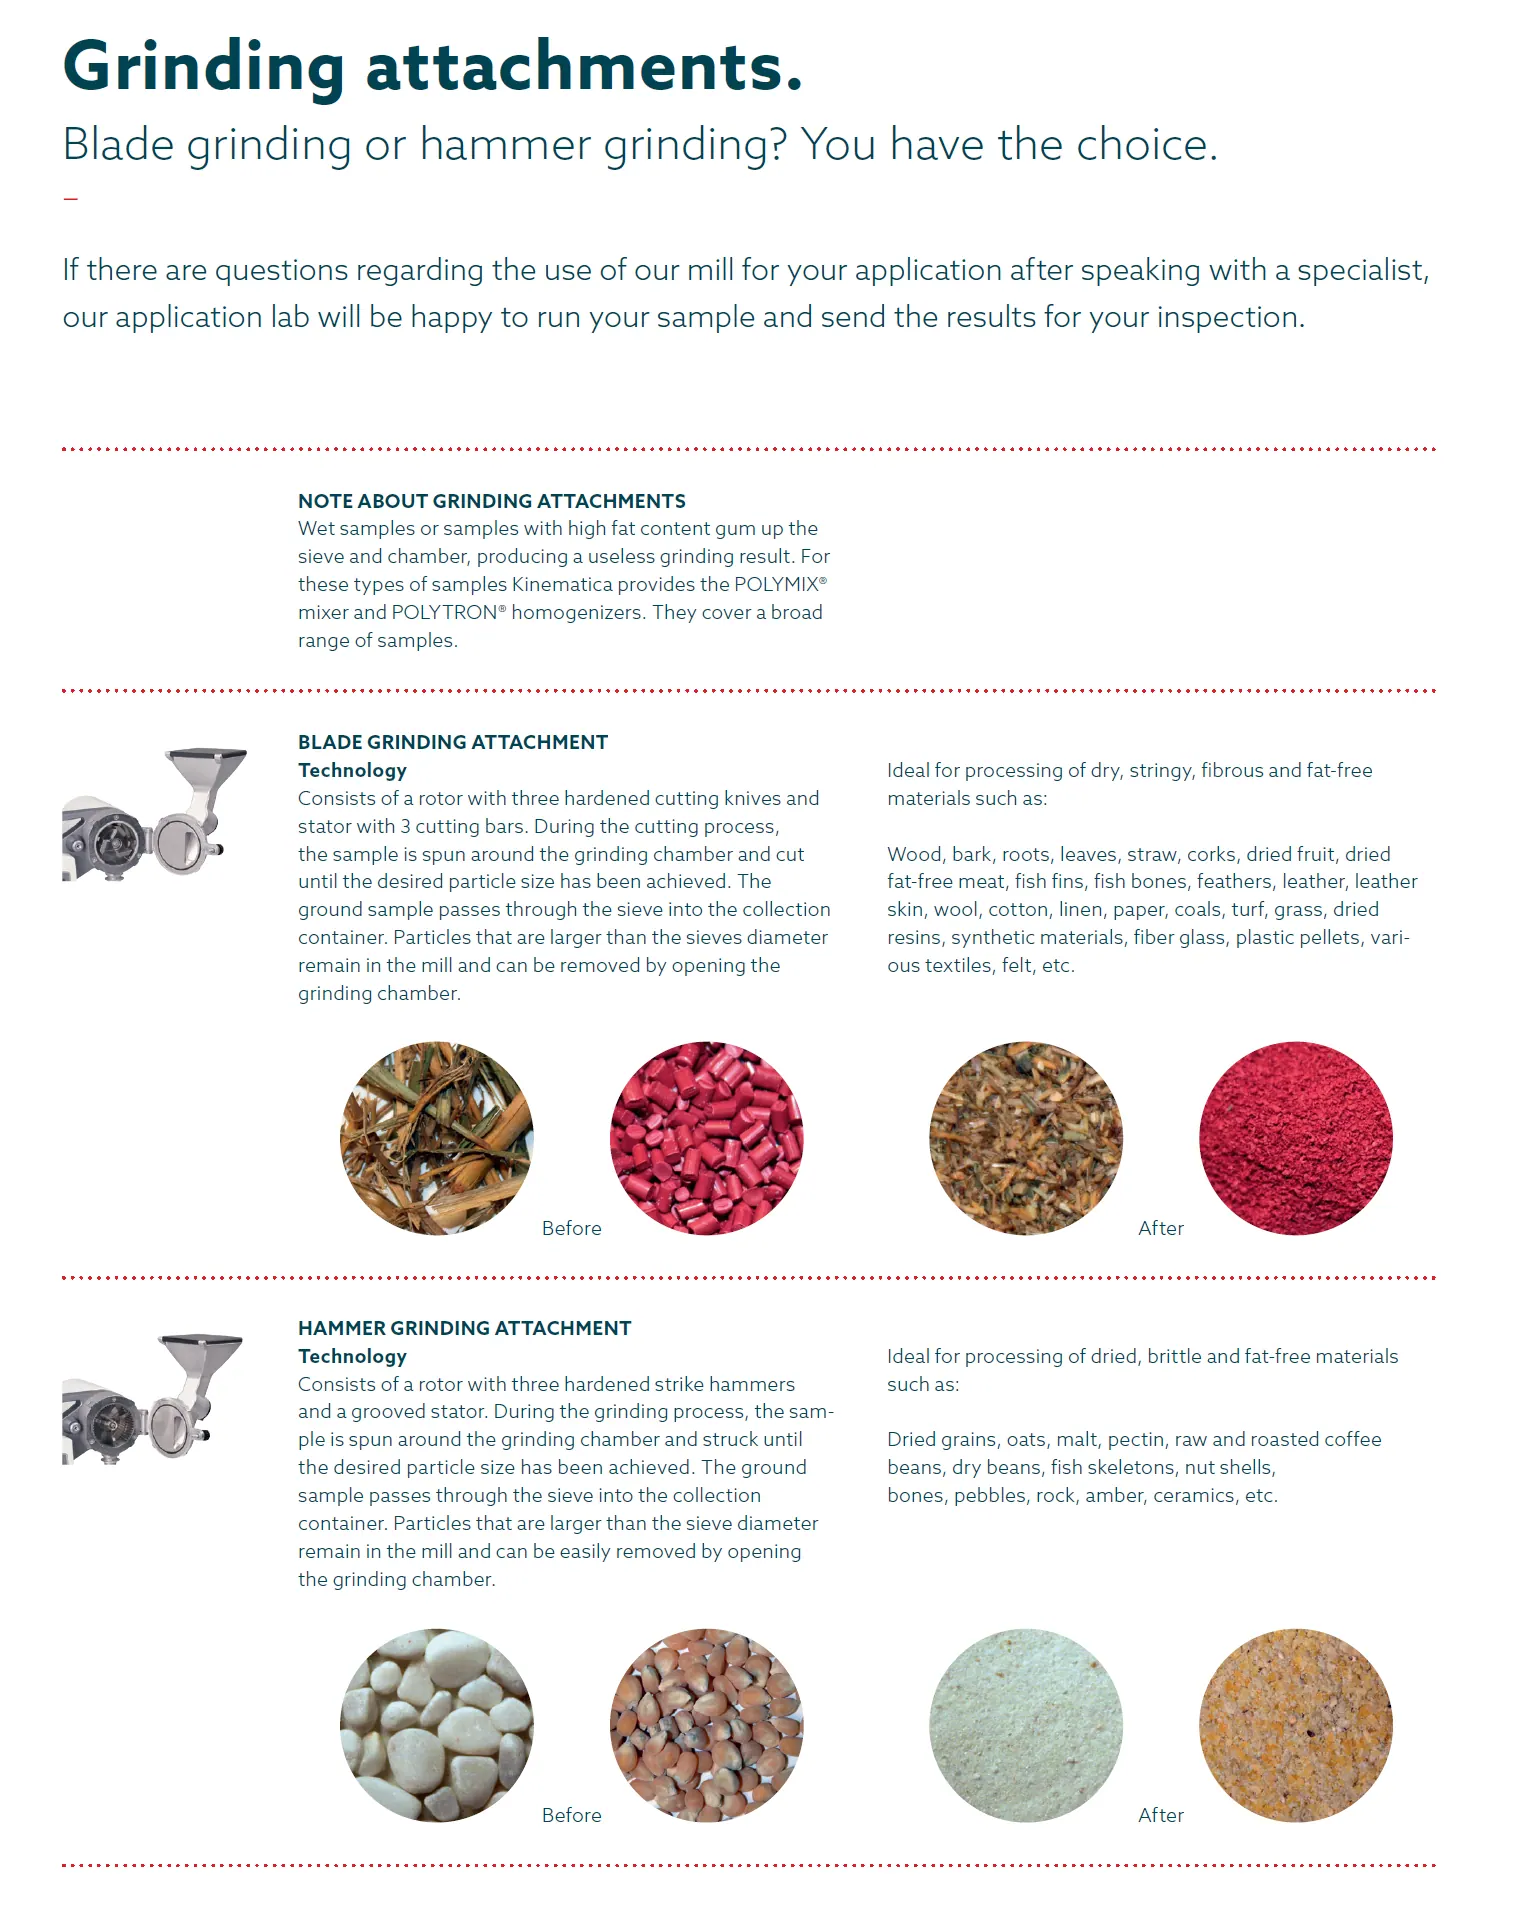 Grinding attachments.
Blade grinding or hammer grinding? You have the choice.
–
If there are questions regarding the use of our mill for your application after speaking with a specialist,
our application lab will be happy to run your sample and send the results for your inspection.
NOTE ABOUT GRINDING ATTACHMENTS
Wet samples or samples with high fat content gum up the
sieve and chamber, producing a useless grinding result. For
these types of samples Kinematica provides the POLYMIX®
mixer and POLYTRON® homogenizers. They cover a broad
range of samples.
BLADE GRINDING ATTACHMENT
Technology
Consists of a rotor with three hardened cutting knives and
stator with 3 cutting bars. During the cutting process,
the sample is spun around the grinding chamber and cut
until the desired particle size has been achieved. The
ground sample passes through the sieve into the collection
container. Particles that are larger than the sieves diameter
remain in the mill and can be removed by opening the
grinding chamber.
Ideal for processing of dry, stringy, fibrous and fat-free
materials such as:
Wood, bark, roots, leaves, straw, corks, dried fruit, dried
fat-free meat, fish fins, fish bones, feathers, leather, leather
skin, wool, cotton, linen, paper, coals, turf, grass, dried
resins, synthetic materials, fiber glass, plastic pellets, vari-
ous textiles, felt, etc.
Before
After
HAMMER GRINDING ATTACHMENT
Technology
Consists of a rotor with three hardened strike hammers
and a grooved stator. During the grinding process, the sam-
ple is spun around the grinding chamber and struck until
the desired particle size has been achieved. The ground
sample passes through the sieve into the collection
container. Particles that are larger than the sieve diameter
remain in the mill and can be easily removed by opening
the grinding chamber.
Ideal for processing of dried, brittle and fat-free materials
such as:
Dried grains, oats, malt, pectin, raw and roasted coffee
beans, dry beans, fish skeletons, nut shells,
bones, pebbles, rock, amber, ceramics, etc.
Before
After